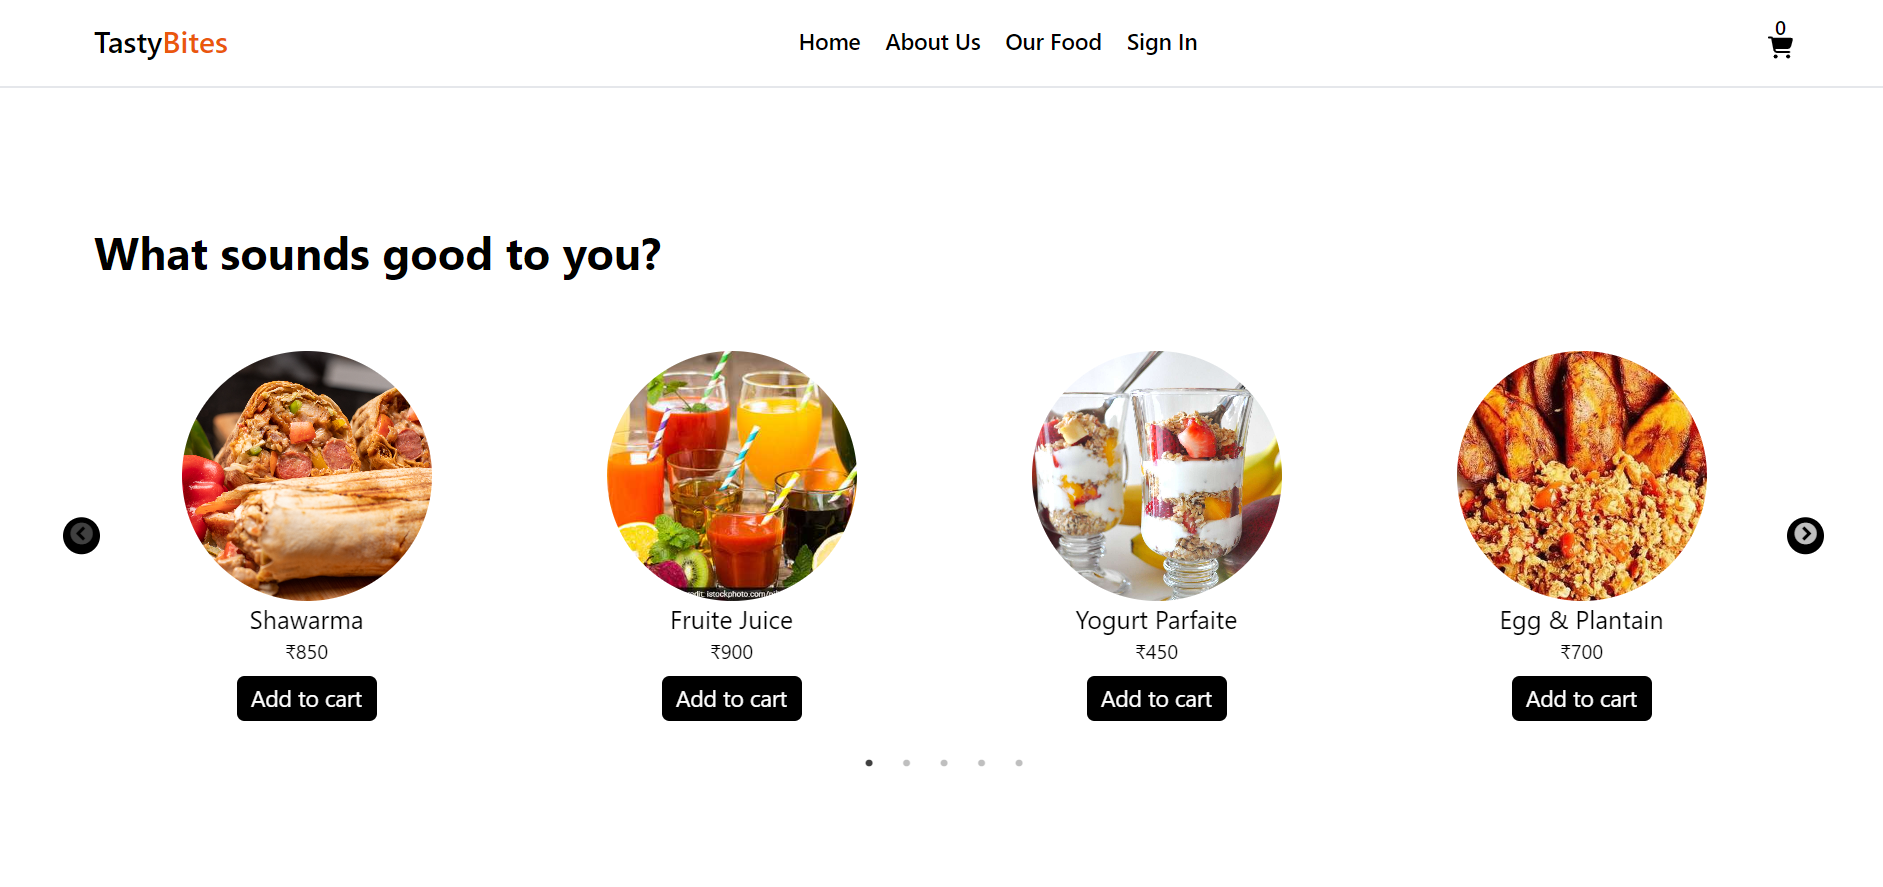 TastyBites
Home About Us Our Food Sign In
0
What sounds good to you?
Shawarma
₹850
Add to cart
Fruite Juice
₹900
Add to cart
Yogurt Parfaite
₹450
Add to cart
Egg & Plantain
₹700
Add to cart